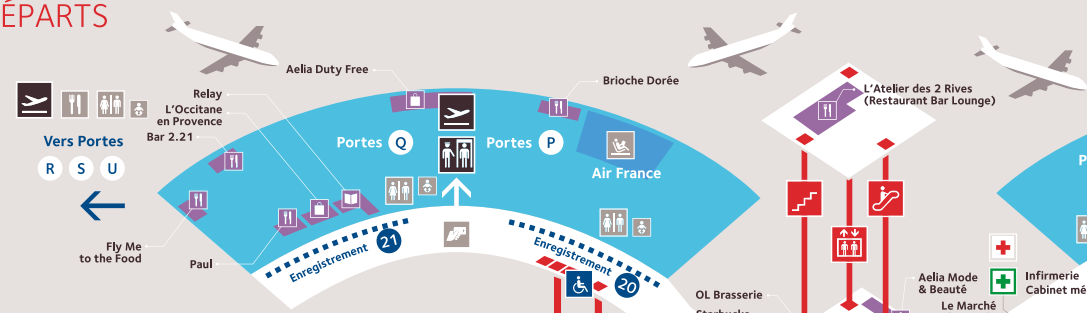 ÉPARTS
Aelia Duty Free
Relay
L'Occitane
en Provence
Bar 2.21
Vers Portes
R S U
Fly Me
to the Food
Paul
Portes Q
Portes P
Brioche Dorée
Air France
Enregistrement 21
Enregistrement 20
L'Atelier des 2 Rives
(Restaurant Bar Lounge)
OL Brasserie
Starbucks
Aelia Mode
& Beauté
Le Marché
Infirmerie
Cabinet mé
P